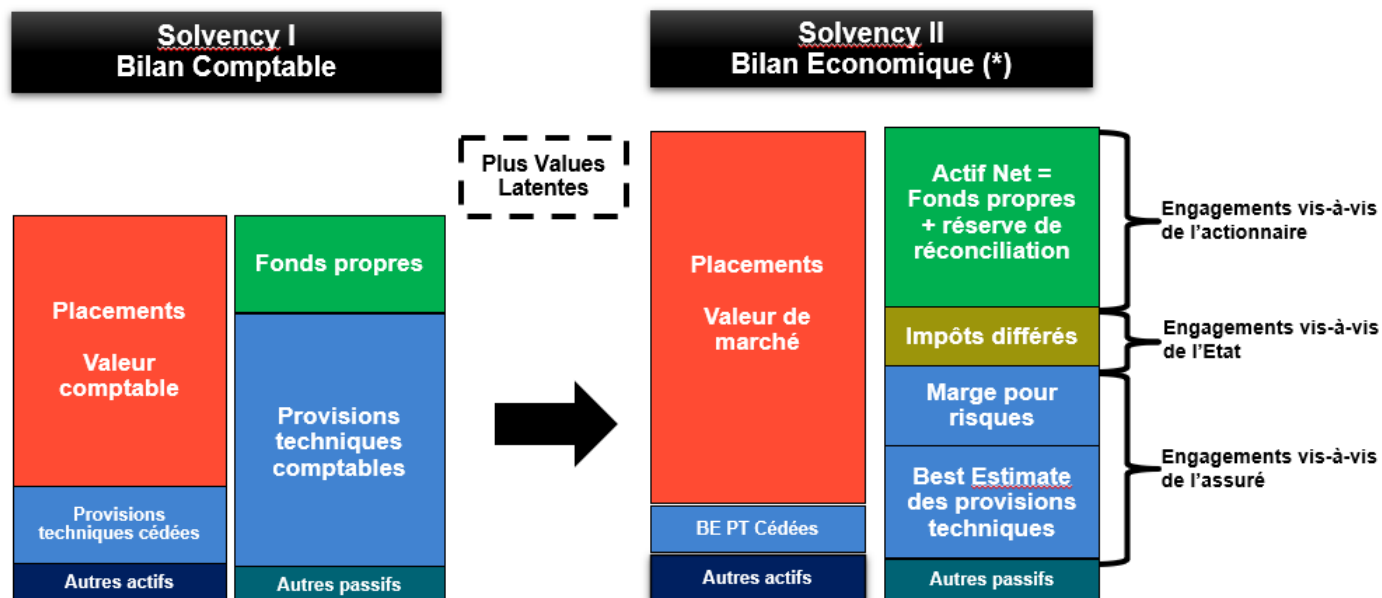 Solvency I
Bilan Comptable
Solvency II
Bilan Economique (*)
Plus Values
Latentes
Placements
Valeur
comptable
Provisions
techniques cédées
Autres actifs
Fonds propres
Provisions
techniques
comptables
Autres passifs
Placements
Valeur de
marché
BE PT Cédées
Autres actifs
Actif Net =
Fonds propres
+ réserve de
réconciliation
Impôts différés
Marge pour
risques
Best Estimate
des provisions
techniques
Autres passifs
Engagements vis-à-vis
de l'actionnaire
Engagements vis-à-vis
de l'Etat
Engagements vis-à-vis
de l'assuré